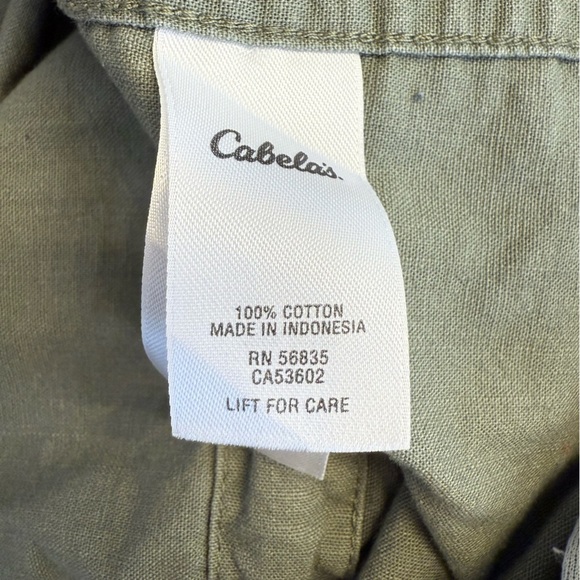 Cabela's.
100% COTTON
MADE IN INDONESIA
RN 56835
CA53602
LIFT FOR CARE